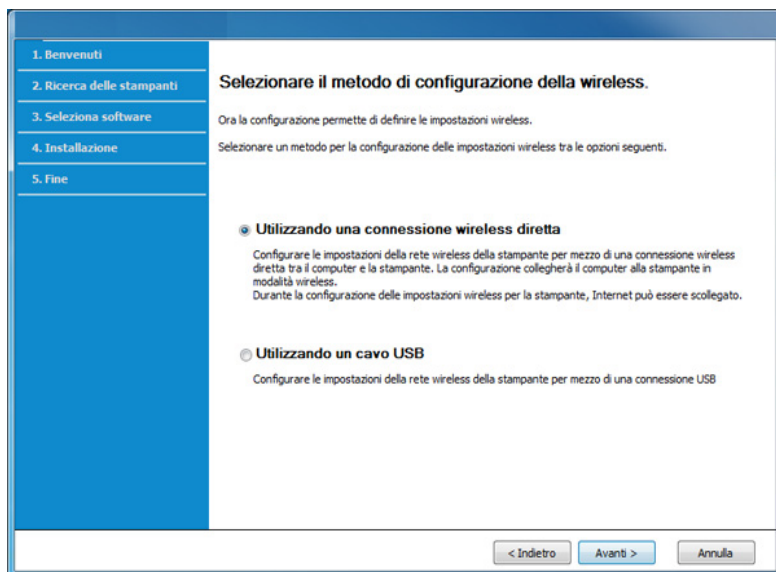 1. Benvenuti
2. Ricerca delle stampanti
3. Seleziona software
4. Installazione
5. Fine
Selezionare il metodo di configurazione della wireless.
Ora la configurazione permette di definire le impostazioni wireless.
Selezionare un metodo per la configurazione delle impostazioni wireless tra le opzioni seguenti.
Utilizzando una connessione wireless diretta
Configurare le impostazioni della rete wireless della stampante per mezzo di una connessione wireless
diretta tra il computer e la stampante. La configurazione collegherà il computer alla stampante in
modalità wireless.
Durante la configurazione delle impostazioni wireless per la stampante, Internet può essere scollegato.
Utilizzando un cavo USB
Configurare le impostazioni della rete wireless della stampante per mezzo di una connessione USB
< Indietro
Avanti >
Annulla